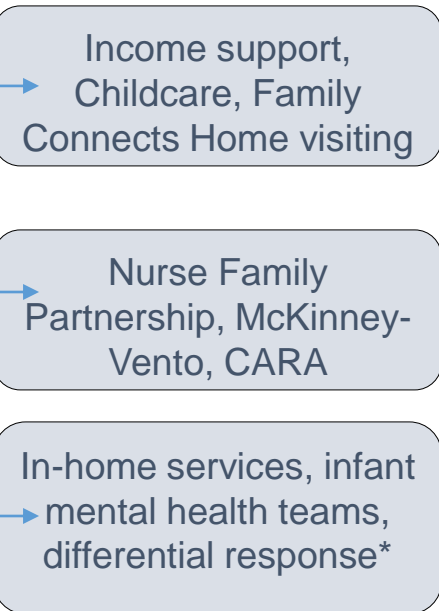 Income support,
Childcare, Family
Connects Home visiting
Nurse Family
Partnership, McKinney-
Vento, CARA
In-home services, infant
mental health teams,
differential response*